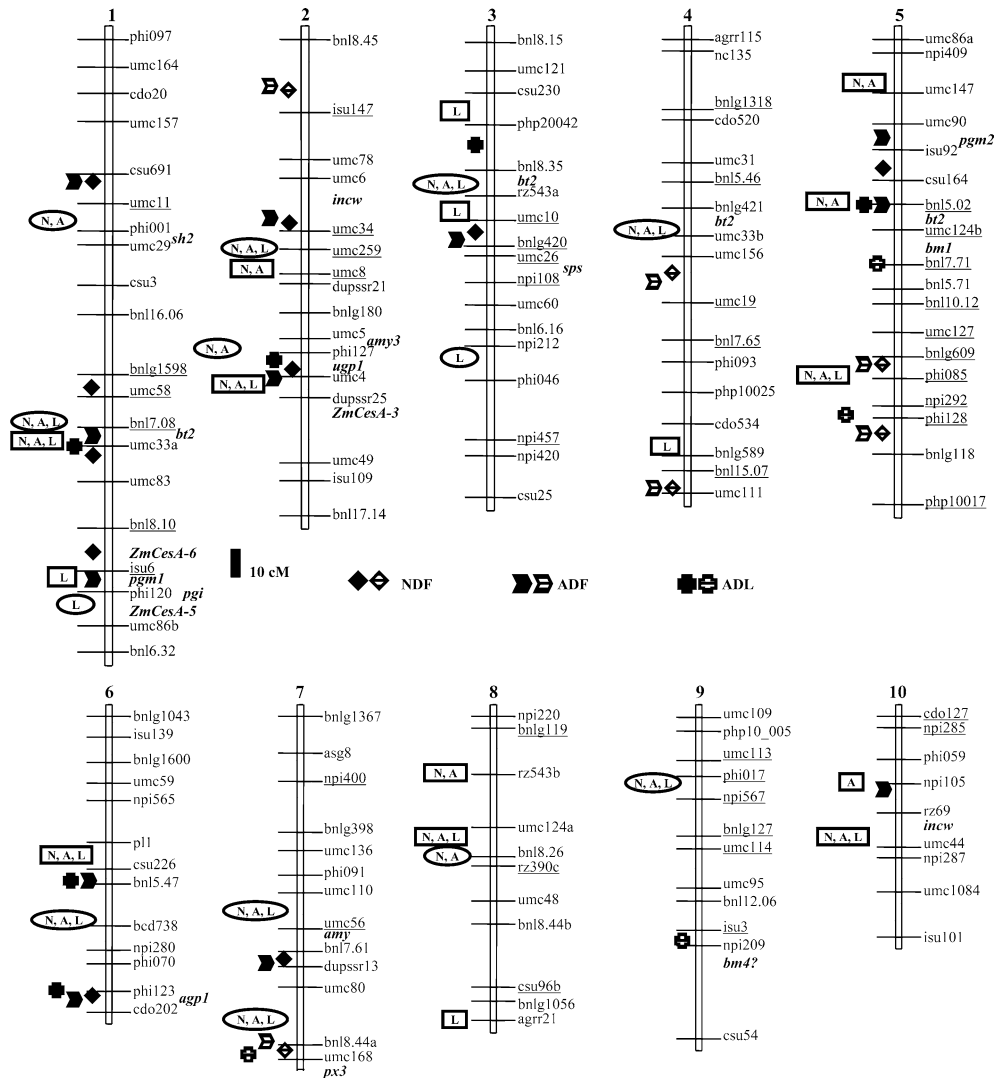 1
phi097
umc164
cdo20
umc157
csu691
umc11
N, A
phi001
umc29 sh2
csu3
bnl16.06
bnlg1598
umc58
N, A, L
bnl7.08
N, A, L
umc33a bt2
umc83
bnl8.10
ZmCesA-6
isu6
L
pgm1
phi120 pgi
L
ZmCesA-5
umc86b
bnl6.32
2
bnl8.45
isu147
umc78
umc6
incw
umc34
N, A, L
umc259
N, A
umc8
dupssr21
bnlg180
umc5 amy3
N, A
phi127
ugp1
umc4
N, A, L
dupssr25
ZmCesA-3
umc49
isu109
bnl17.14
3
bnl8.15
umc121
csu230
L
php20042
bnl8.35
N, A, L
bt2
rz543a
L
umc10
bnlg420
umc26
sps
npi108
umc60
bnl6.16
npi212
L
phi046
npi457
npi420
csu25
4
agrr115
nc135
bnlg1318
cdo520
umc31
bnl5.46
bnlg421
bt2
N, A, L
umc33b
umc156
umc19
bnl7.65
phi093
php10025
cdo534
L
bnlg589
bnl15.07
umc111
5
umc86a
npi409
N, A
umc147
umc90
pgm2
isu92
csu164
N, A
bnl5.02
bt2
umc124b
bm1
bnl7.71
bnl5.71
bnl10.12
umc127
bnlg609
N, A, L
phi085
npi292
phi128
bnlg118
php10017
10 cM
NDF
ADF
ADL
6
bnlg1043
isu139
bnlg1600
umc59
npi565
pl1
N, A, L
csu226
bnl5.47
N, A, L
bcd738
npi280
phi070
phi123 agp1
cdo202
7
bnlg1367
asg8
npi400
bnlg398
umc136
phi091
umc110
N, A, L
umc56
amy
bnl7.61
dupssr13
umc80
N, A, L
bnl8.44a
umc168
px3
8
npi220
bnlg119
N, A
rz543b
umc124a
N, A, L
bnl8.26
N, A
rz390c
umc48
bnl8.44b
csu96b
bnlg1056
L
agrr21
9
umc109
php10_005
umc113
phi017
N, A, L
npi567
bnlg127
umc114
umc95
bnl12.06
isu3
npi209
bm4?
csu54
10
cdo127
npi285
phi059
A
npi105
rz69
incw
N, A, L
umc44
npi287
umc1084
isu101